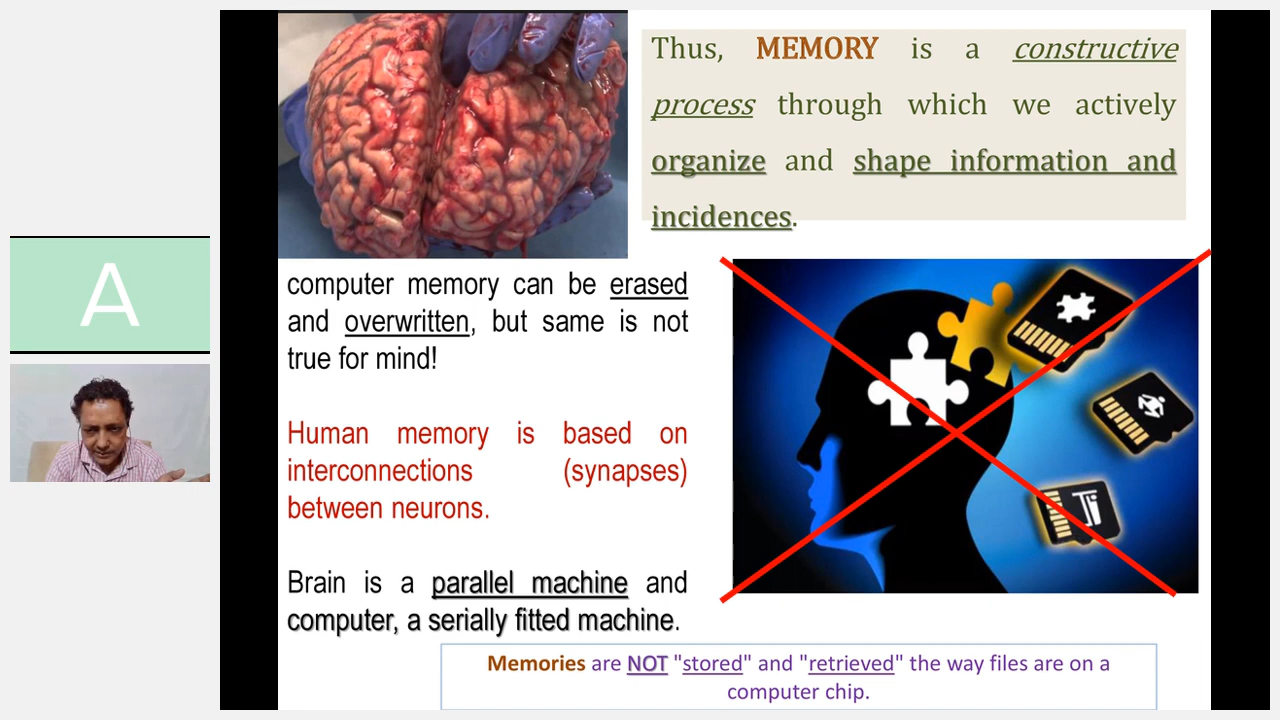 Thus, MEMORY is a constructive
process through which we actively
organize and shape information and
incidences.
computer memory can be erased
and overwritten, but same is not
true for mind!
Human memory is based on
interconnections (synapses)
between neurons.
Brain is a parallel machine and
computer, a serially fitted machine.
Memories are NOT "stored" and "retrieved" the way files are on a
computer chip.
A